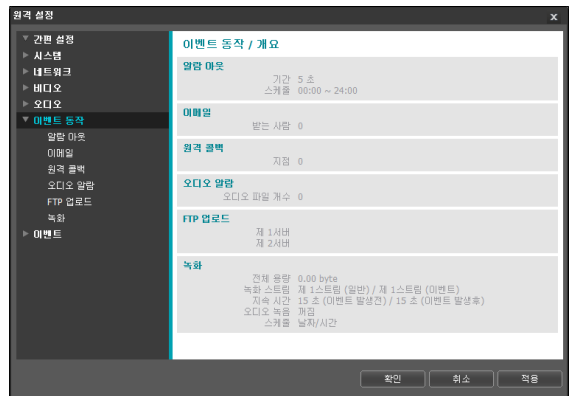 원격 설정
x
간편 설정
시스템
네트워크
비디오
오디오
이벤트 동작
알람 아웃
이메일
원격 콜백
오디오 알람
FTP 업로드
녹화
이벤트
이벤트 동작 / 개요
알람 아웃
기간 5 초
스케줄 00:00 ~ 24:00
이메일
받는 사람 0
원격 콜백
지점 0
오디오 알람
오디오 파일 개수 0
FTP 업로드
제 1서버
제 2서버
녹화
전체 용량 0.00 byte
녹화 스트림 제 1스트림 (일반) / 제 1스트림 (이벤트)
지속 시간 15 초 (이벤트 발생전) / 15 초 (이벤트 발생후)
오디오 녹음 꺼짐
스케줄 날짜/시간
확인 취소 적용